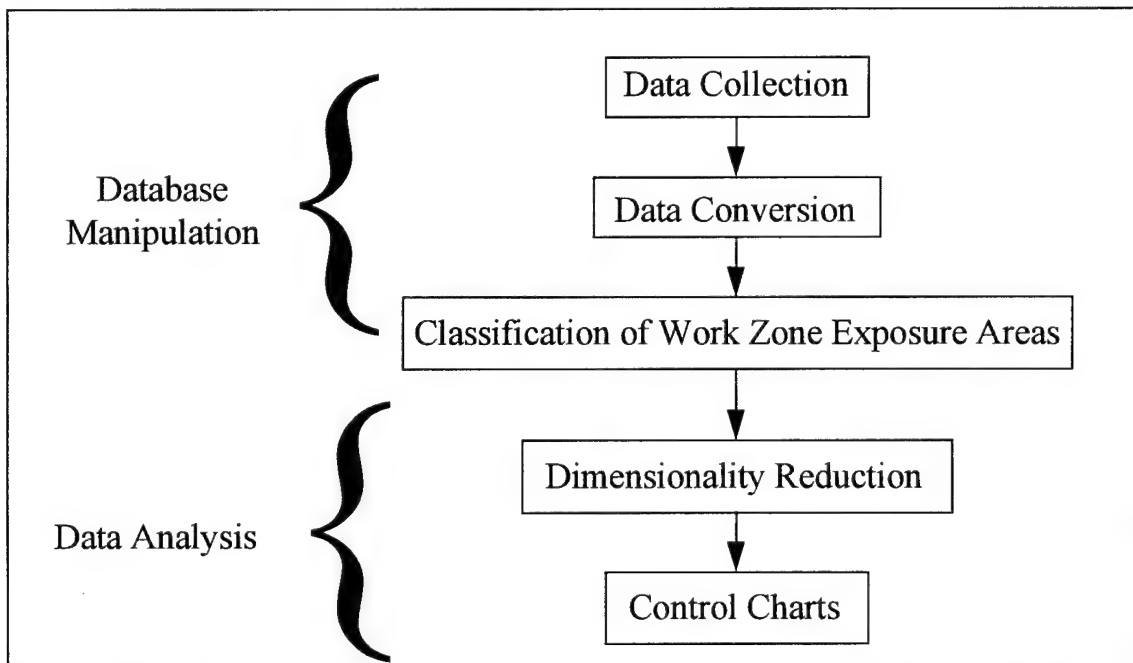 Data Collection
Database
Manipulation
Data Conversion
Classification of Work Zone Exposure Areas
Dimensionality Reduction
Data Analysis
Control Charts